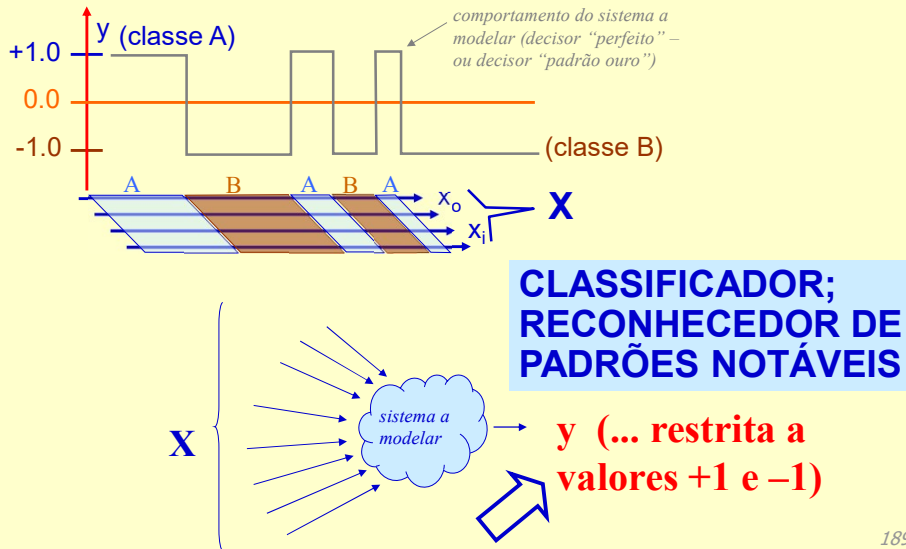 y (classe A)
comportamento do sistema a
modelar (decisor “perfeito” –
ou decisor “padrão ouro”)
+1.0
0.0
-1.0
(classe B)
A B A B A
xo
xi
X
CLASSIFICADOR;
RECONHECEDOR DE
PADRÕES NOTÁVEIS
X
sistema a
modelar
y (... restrita a
valores +1 e –1)
189